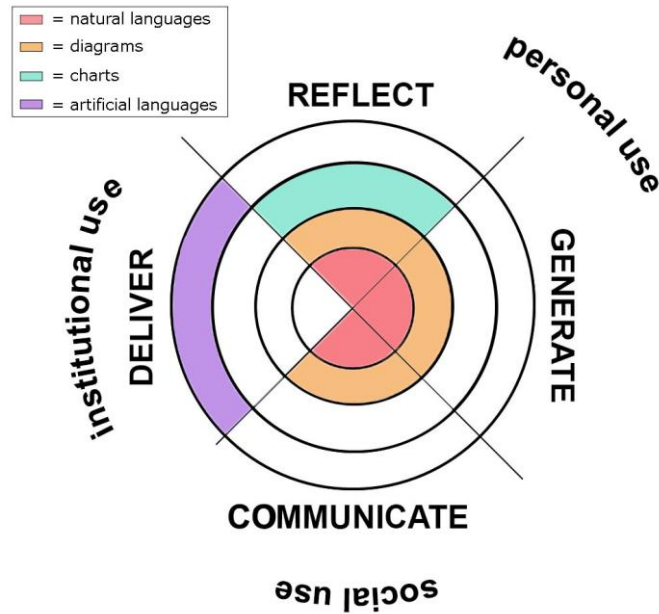 = natural languages
= diagrams
= charts
= artificial languages
personal use
REFLECT
institutional use
DELIVER
GENERATE
COMMUNICATE
social use